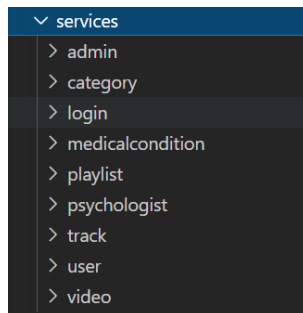 services
admin
category
login
medicalcondition
playlist
psychologist
track
user
video